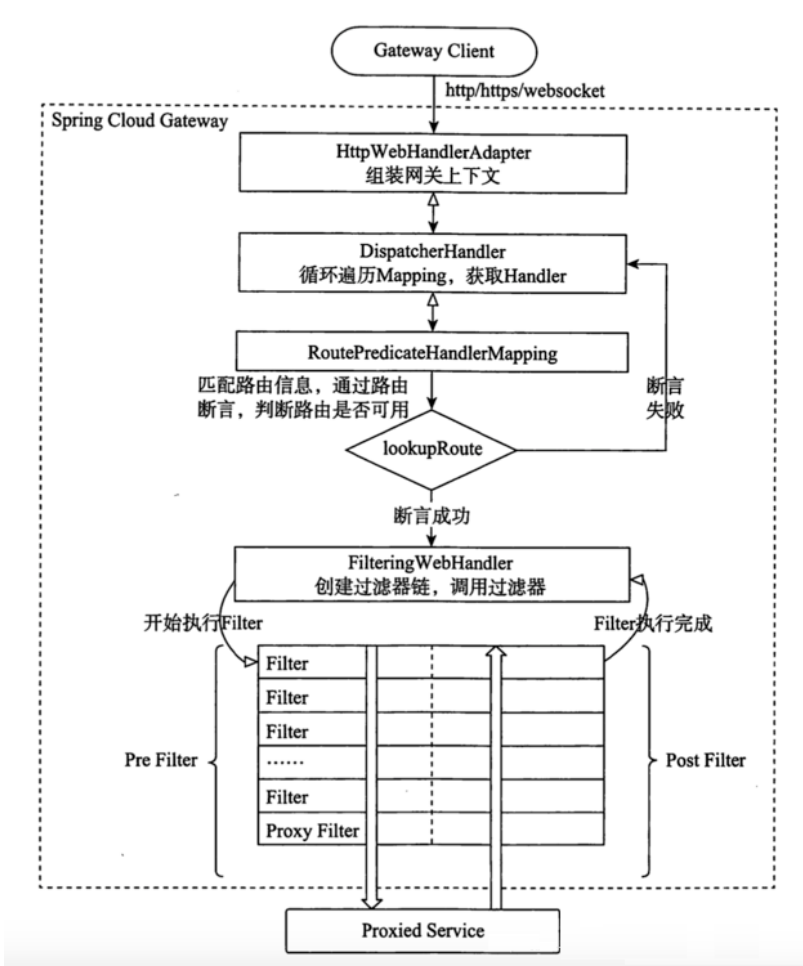 Gateway Client
http/https/websocket
Spring Cloud Gateway
HttpWebHandlerAdapter
组装网关上下文
DispatcherHandler
循环遍历Mapping，获取Handler
RoutePredicateHandlerMapping
匹配路由信息，通过路由
断言，判断路由是否可用
断言
失败
lookupRoute
断言成功
FilteringWebHandler
创建过滤器链，调用过滤器
开始执行Filter
Filter执行完成
Filter
Filter
Filter
Pre Filter
……
Post Filter
Filter
Proxy Filter
Proxied Service